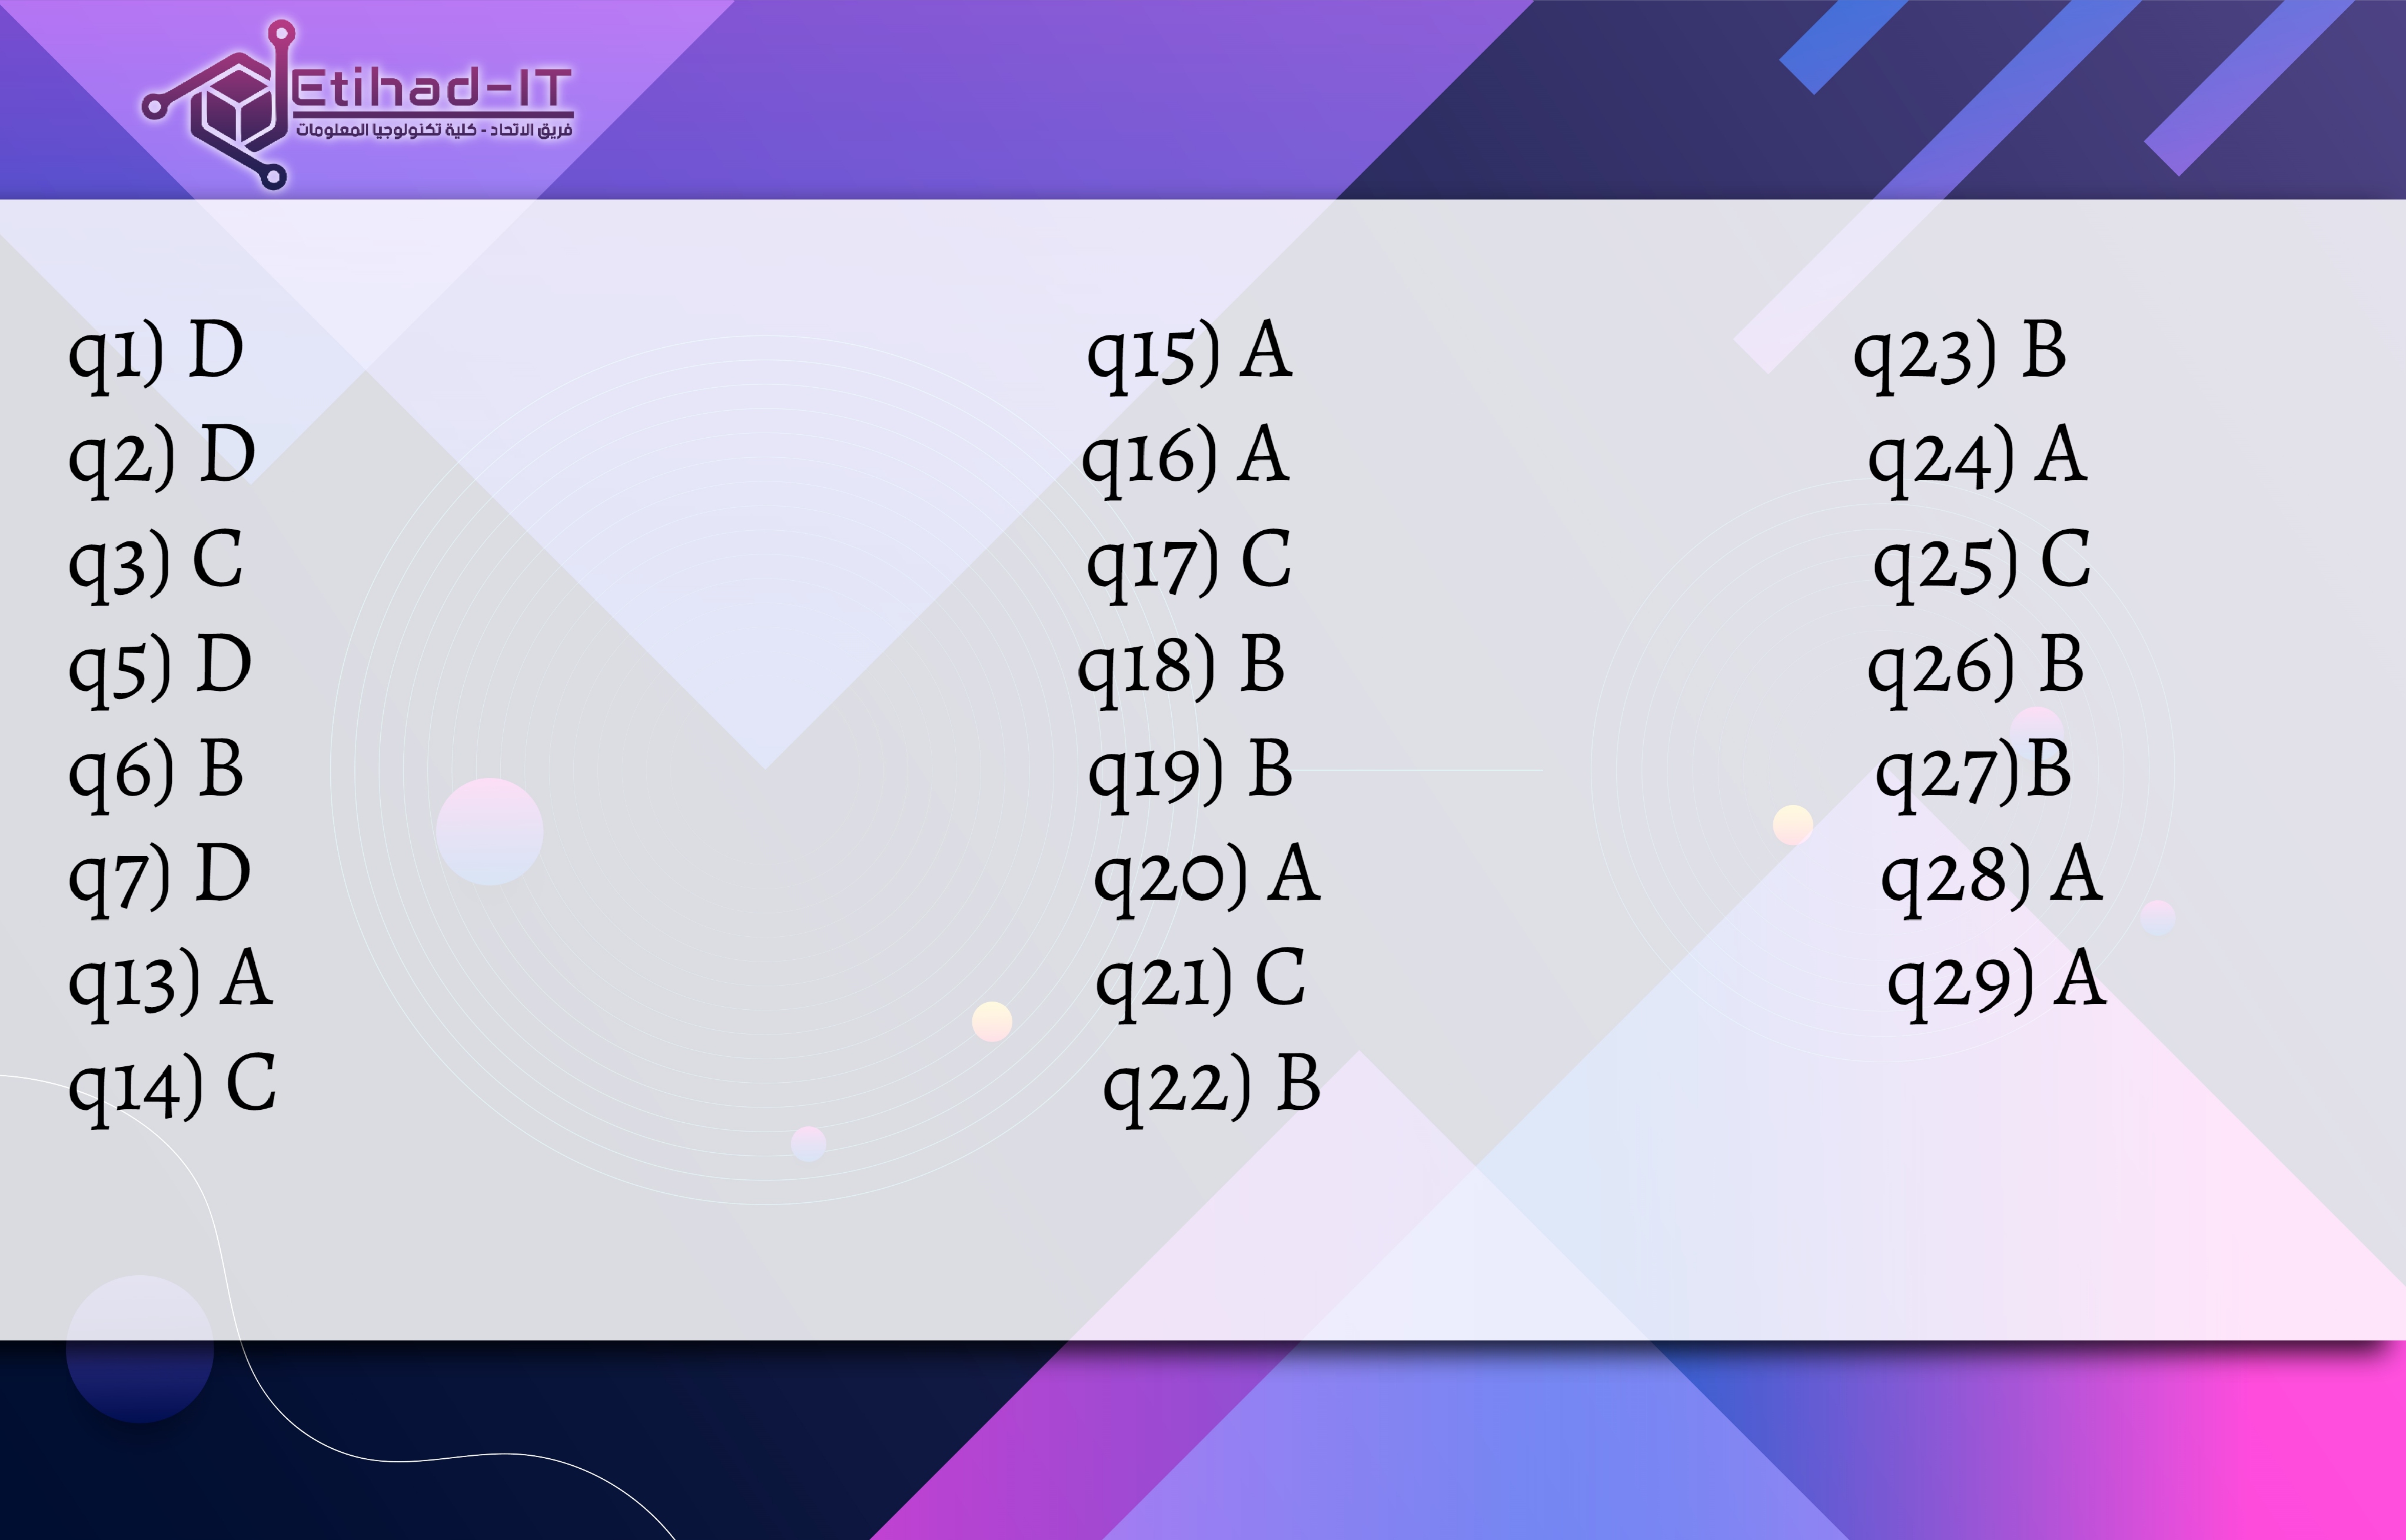 Etihad-IT
فريق الاتحاد - كلية تكنولوجيا المعلومات
q1) D
q2) D
q3) C
q5) D
q6) B
q7) D
q13) A
q14) C
q15) A
q16) A
q17) C
q18) B
q19) B
q20) A
q21) C
q22) B
q23) B
q24) A
q25) C
q26) B
q27)B
q28) A
q29) A